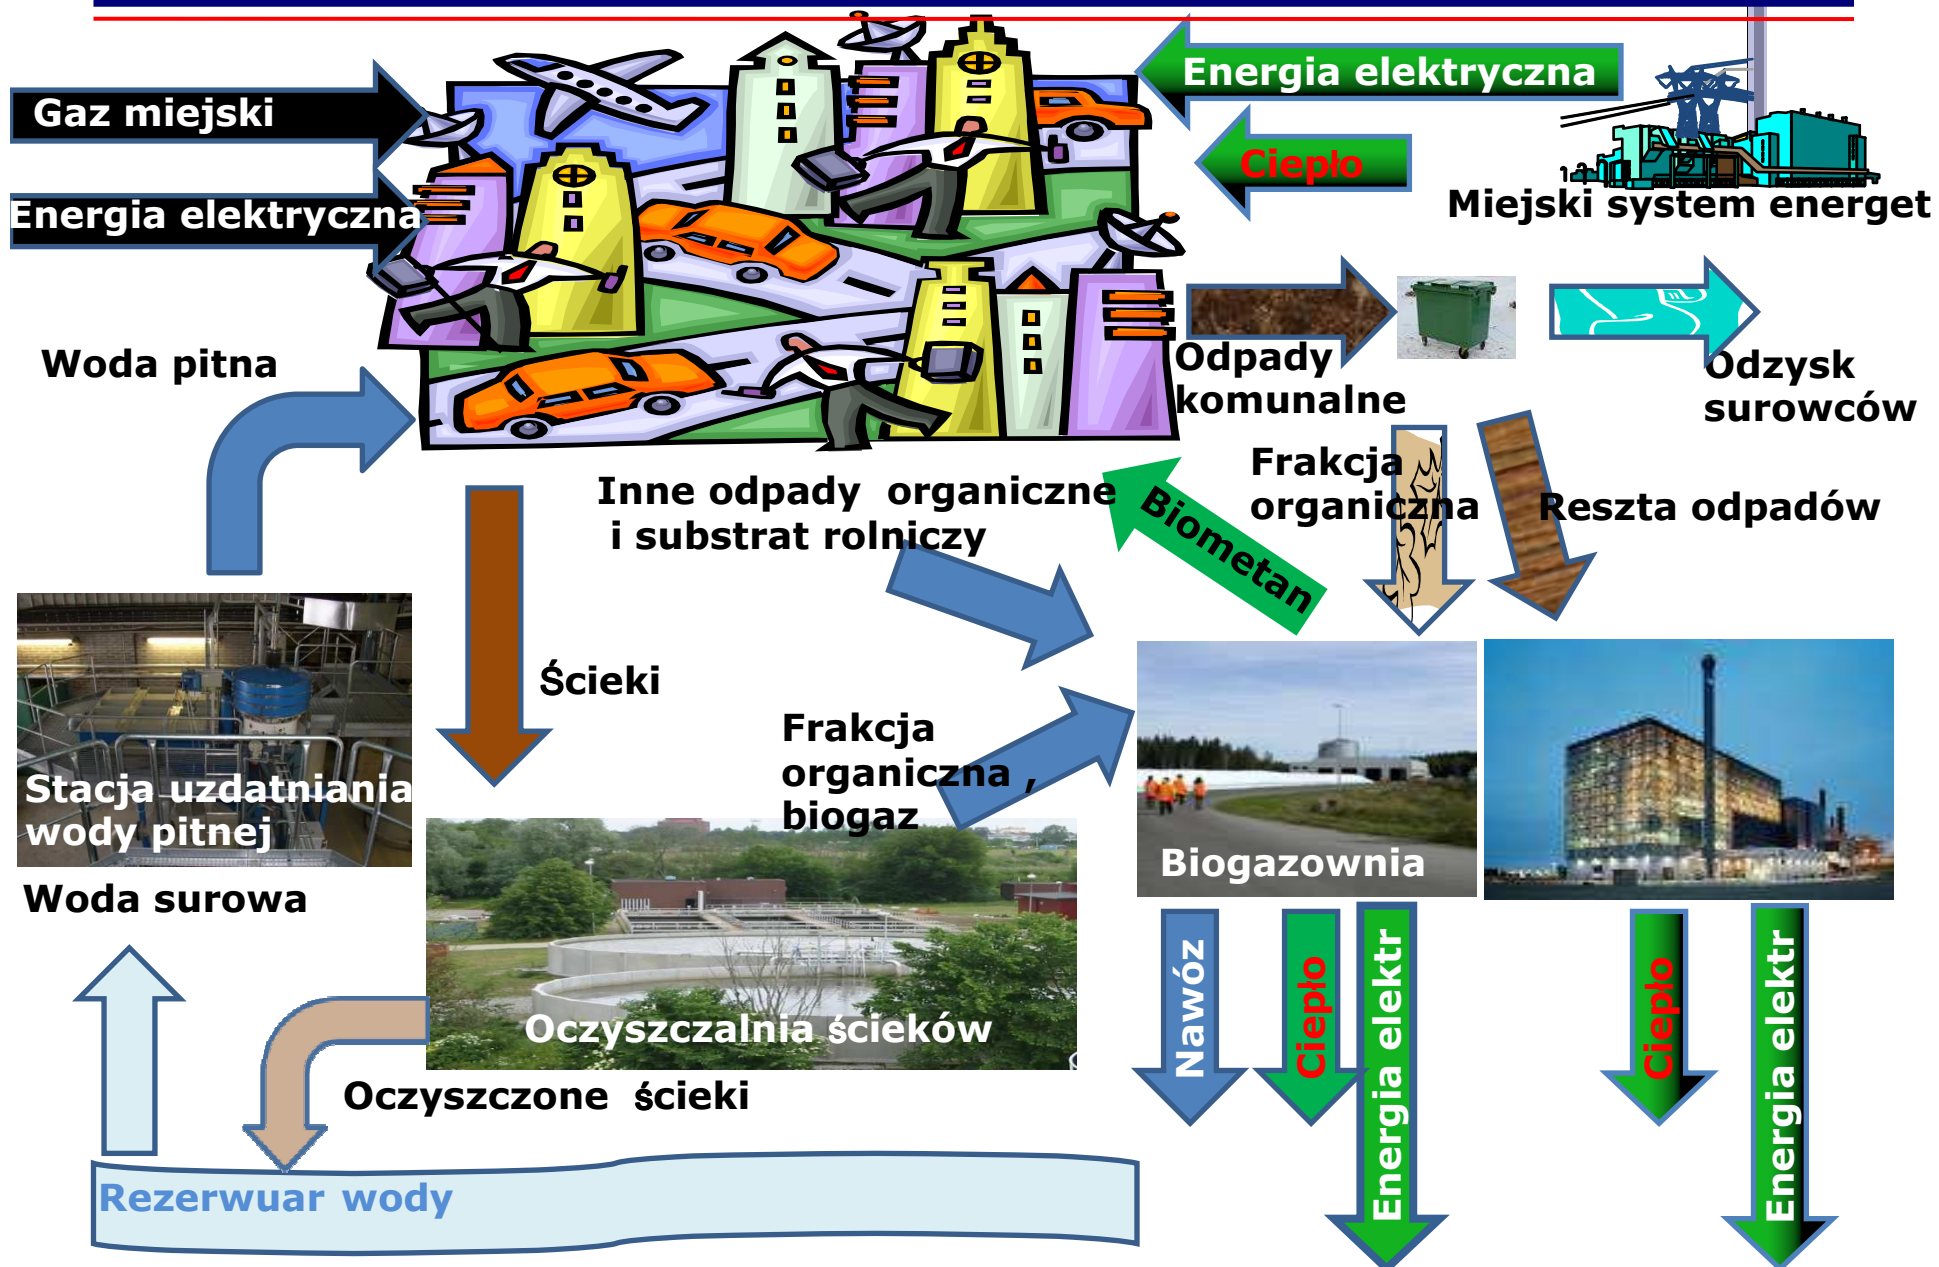 Energia elektryczna
Gaz miejski
Ciepło
Energia elektryczna
Miejski system energet
Woda pitna
Odpady
komunalne
Odzysk
surowców
Frakcja
organiczna
Reszta odpadów
Inne odpady organiczne
i substrat rolniczy
Biometan
Ścieki
Frakcja
organiczna ,
biogaz
Stacja uzdatniania
wody pitnej
Biogazownia
Woda surowa
Oczyszczalnia ścieków
Oczyszczone ścieki
Nawóz
Ciepło
Energia elektr
Ciepło
Energia elektr
Rezerwuar wody